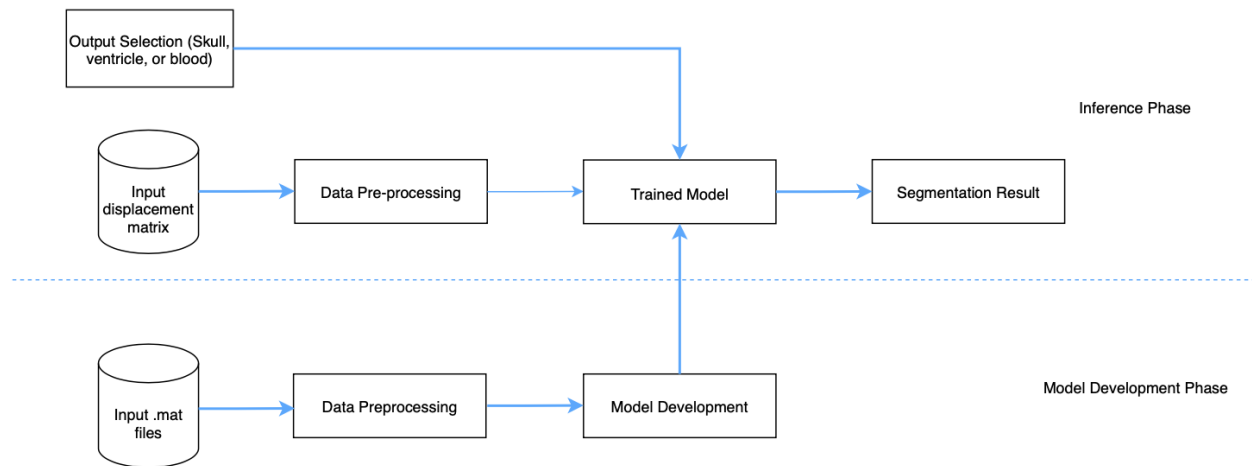 Output Selection (Skull,
ventricle, or blood)
Inference Phase
Input
displacement
matrix
Data Pre-processing
Trained Model
Segmentation Result
Input .mat
files
Data Preprocessing
Model Development
Model Development Phase